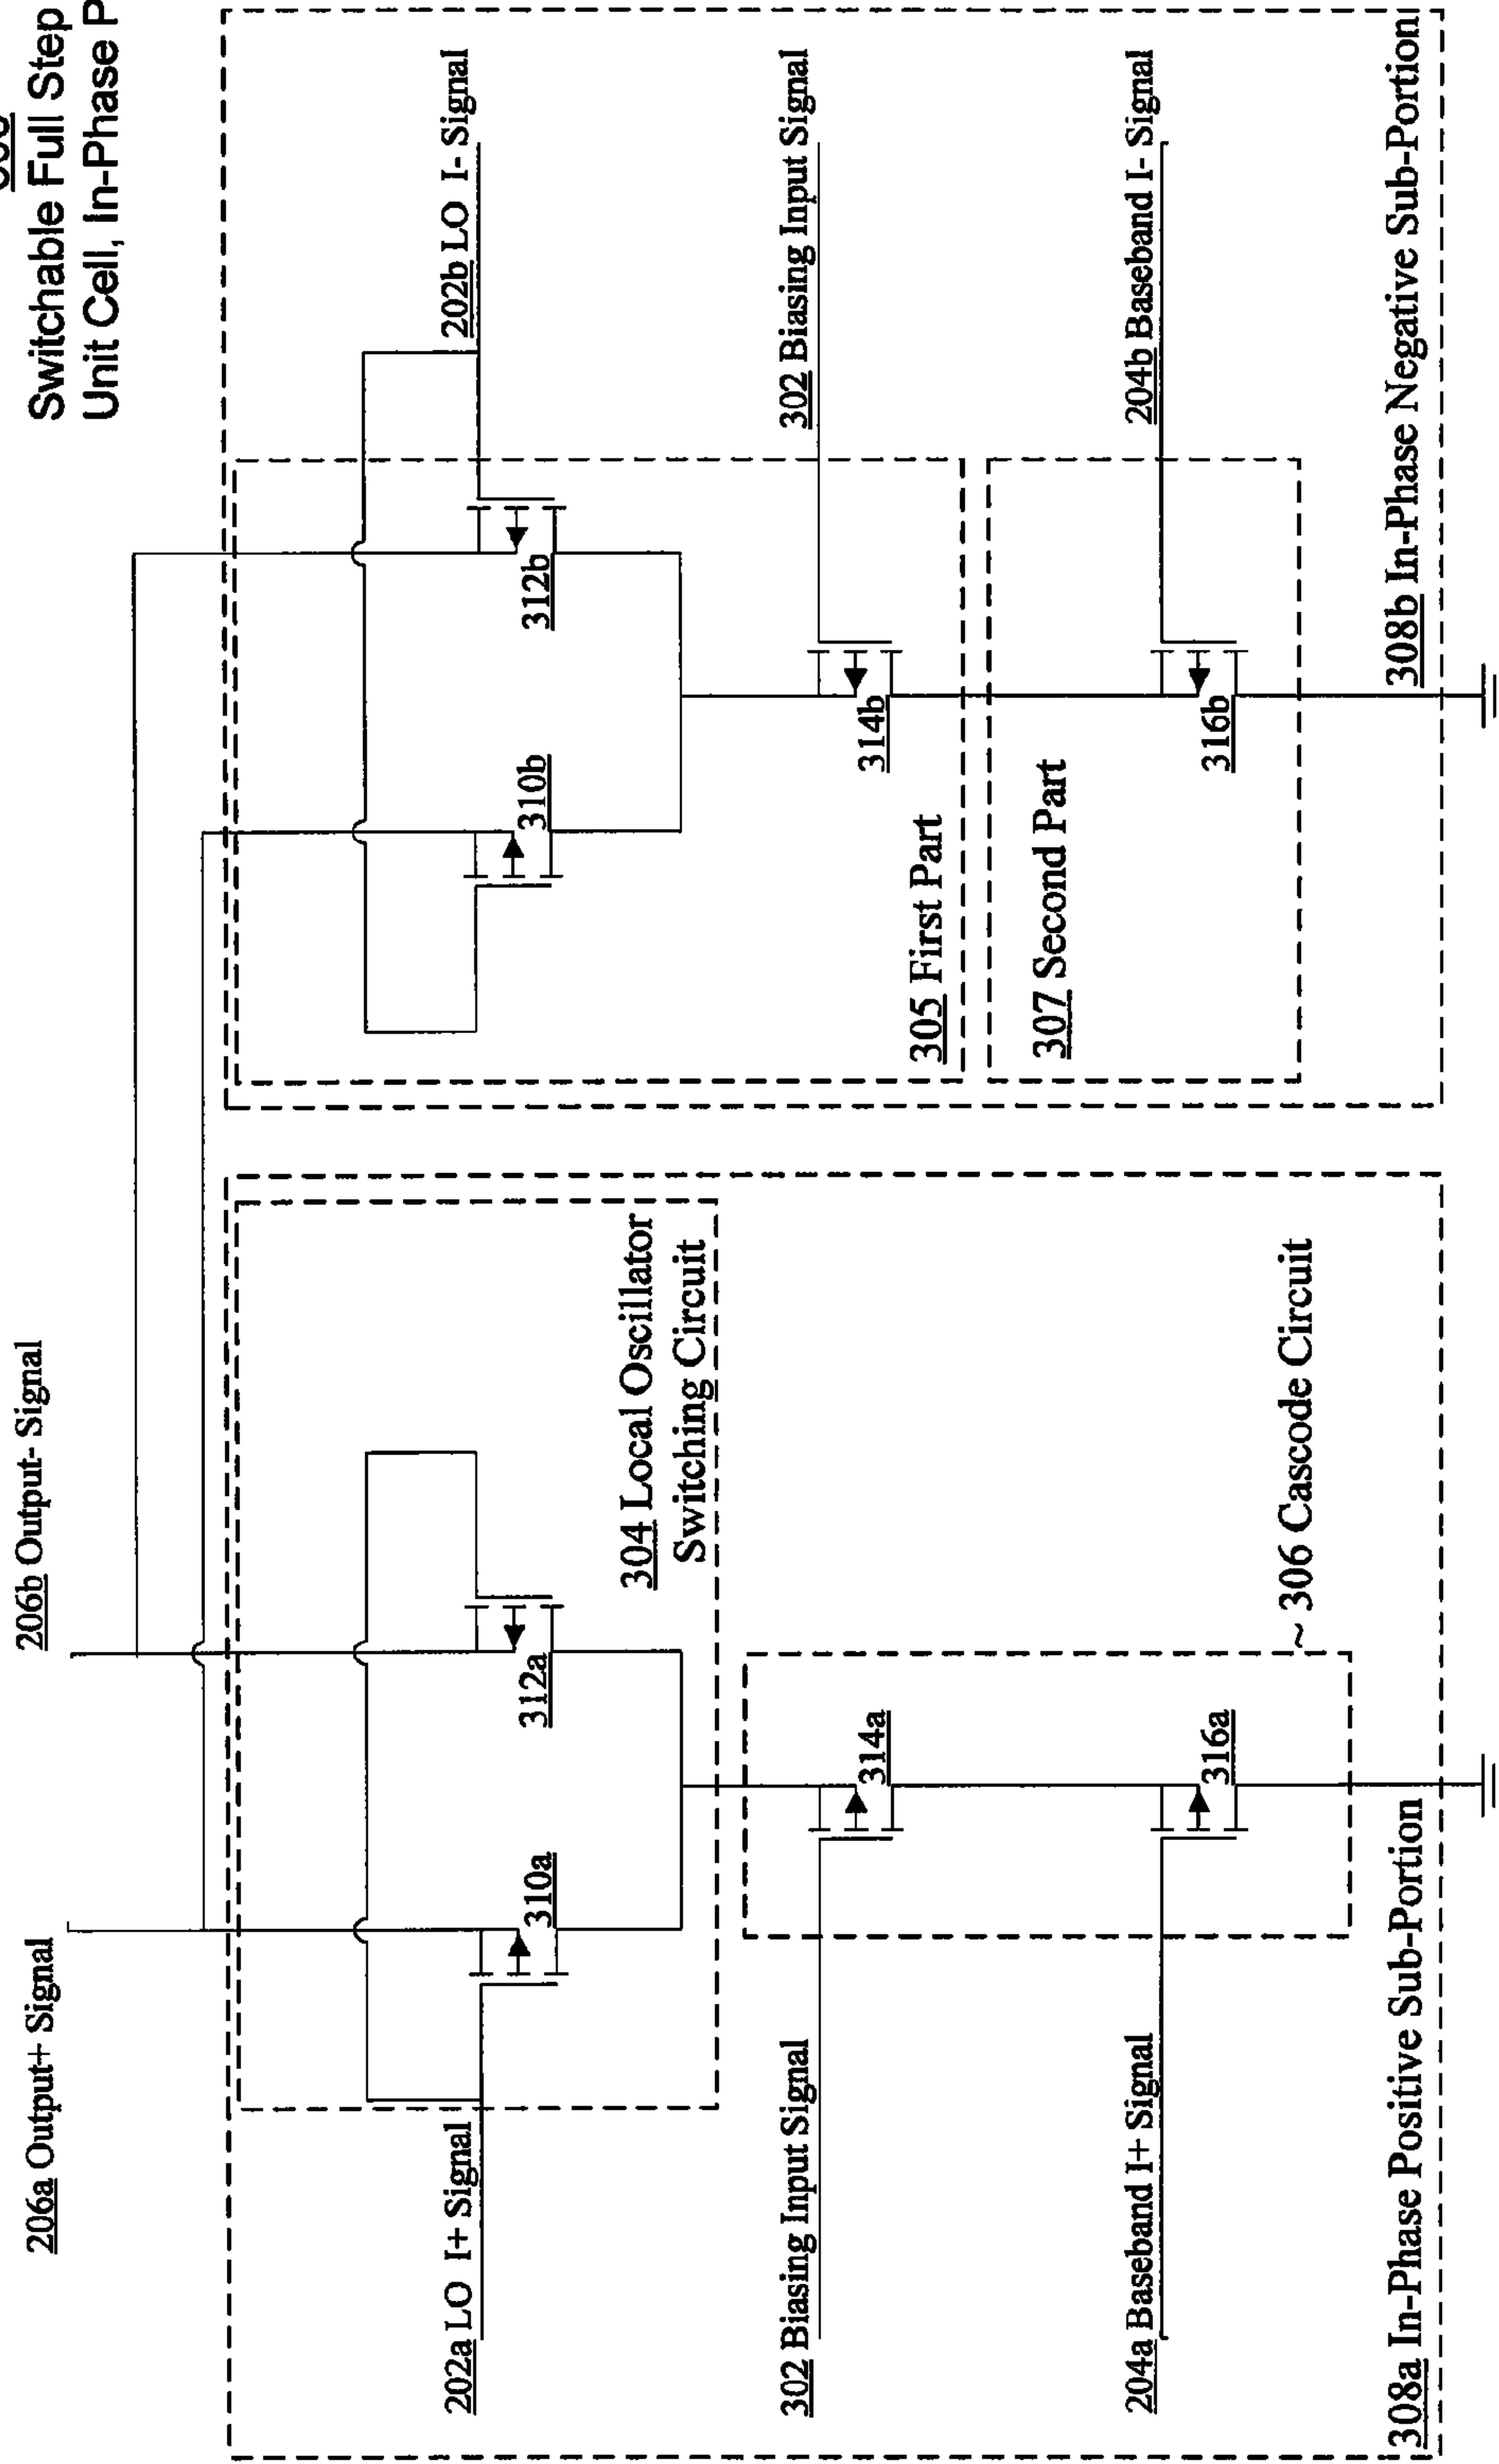 Switchable Full Step
Unit Cell, In-Phase P
206a Output+ Signal
206b Output- Signal
202a LO I+ Signal
310a
312a
304 Local Oscillator
Switching Circuit
302 Biasing Input Signal
314a
204a Baseband I+ Signal
316a
~ 306 Cascode Circuit
308a In-Phase Positive Sub-Portion
202b LO I- Signal
310b
312b
302 Biasing Input Signal
314b
305 First Part
307 Second Part
204b Baseband I- Signal
316b
308b In-Phase Negative Sub-Portion